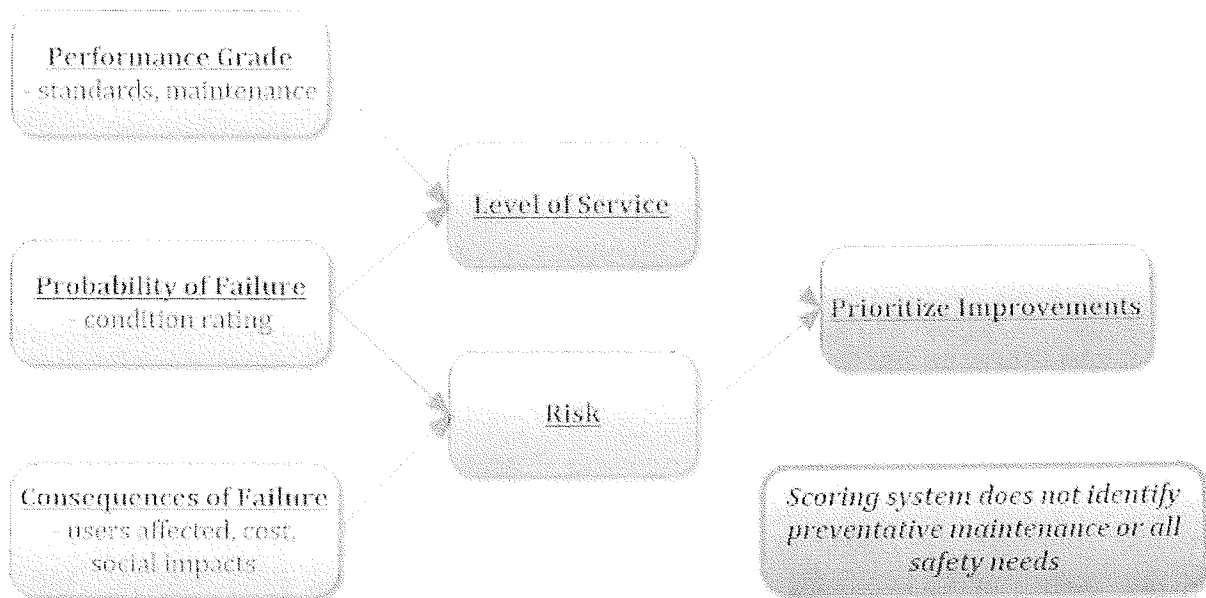 Performance Grade
- standards, maintenance
Level of Service
Probability of Failure
- condition rating
Prioritize Improvements
Risk
Consequences of Failure
- users affected, cost,
social impacts
Scoring system does not identify
preventative maintenance or all
safety needs